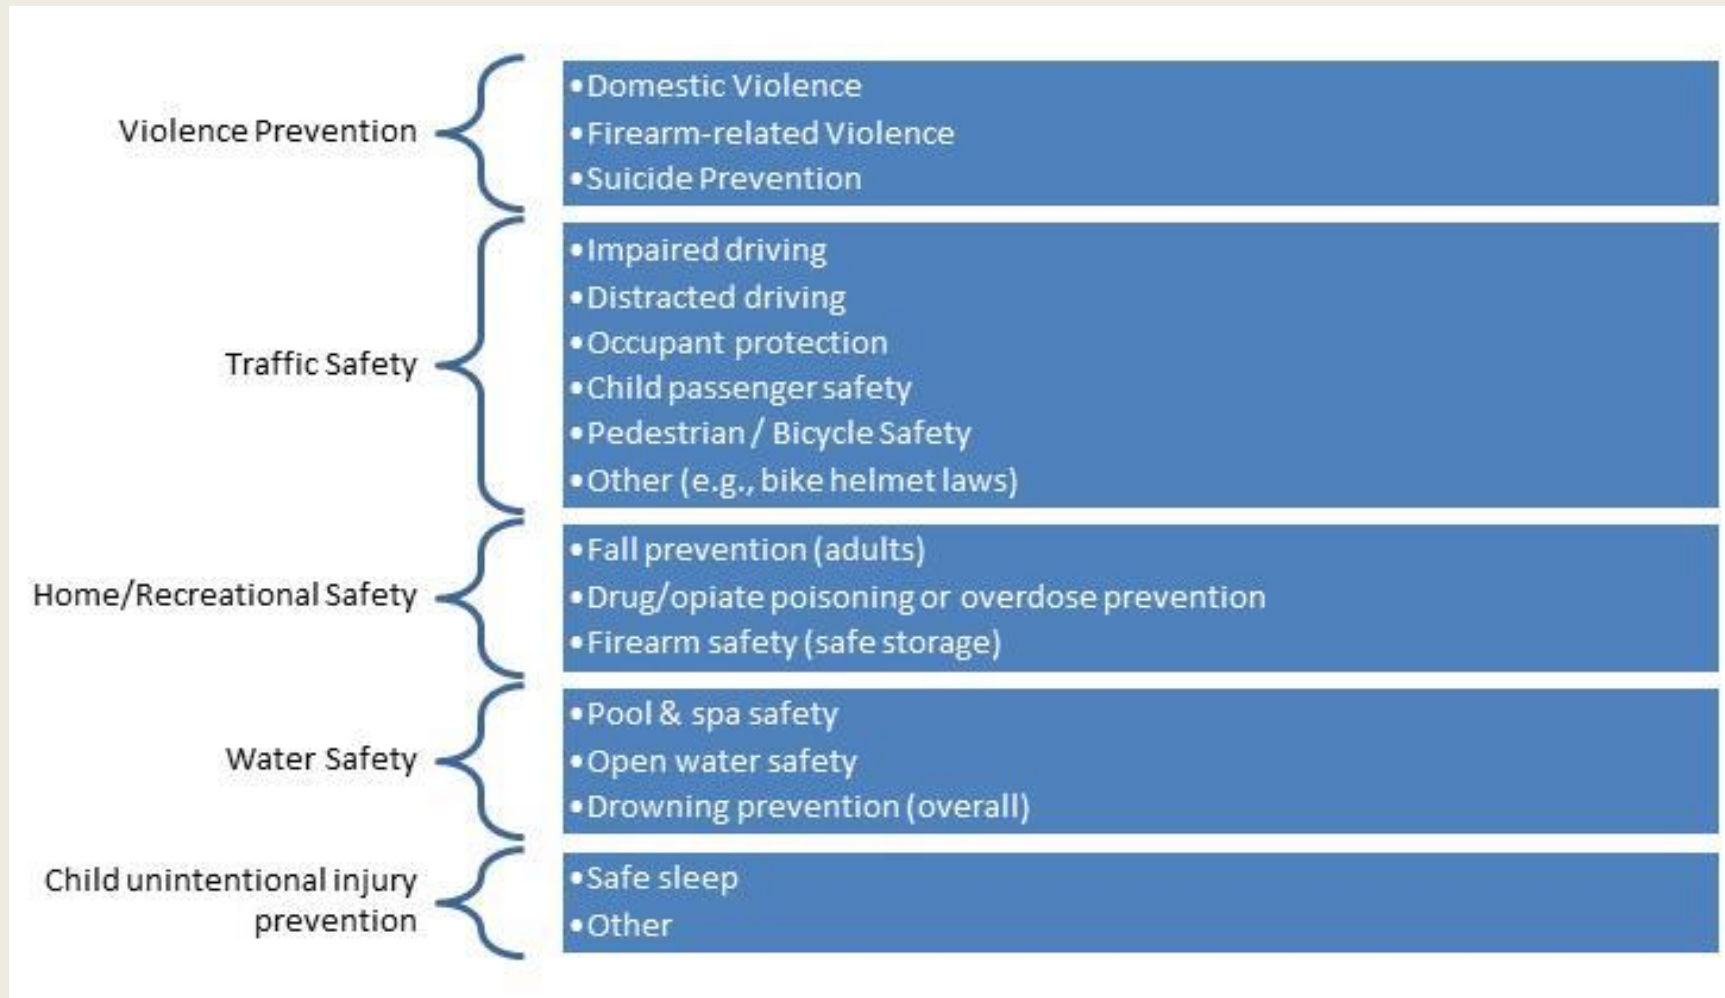 Violence Prevention
•Domestic Violence
•Firearm-related Violence
•Suicide Prevention
Traffic Safety
•Impaired driving
•Distracted driving
•Occupant protection
•Child passenger safety
•Pedestrian / Bicycle Safety
•Other (e.g., bike helmet laws)
Home/Recreational Safety
•Fall prevention (adults)
•Drug/opiate poisoning or overdose prevention
•Firearm safety (safe storage)
Water Safety
•Pool & spa safety
•Open water safety
•Drowning prevention (overall)
Child unintentional injury
prevention
•Safe sleep
•Other